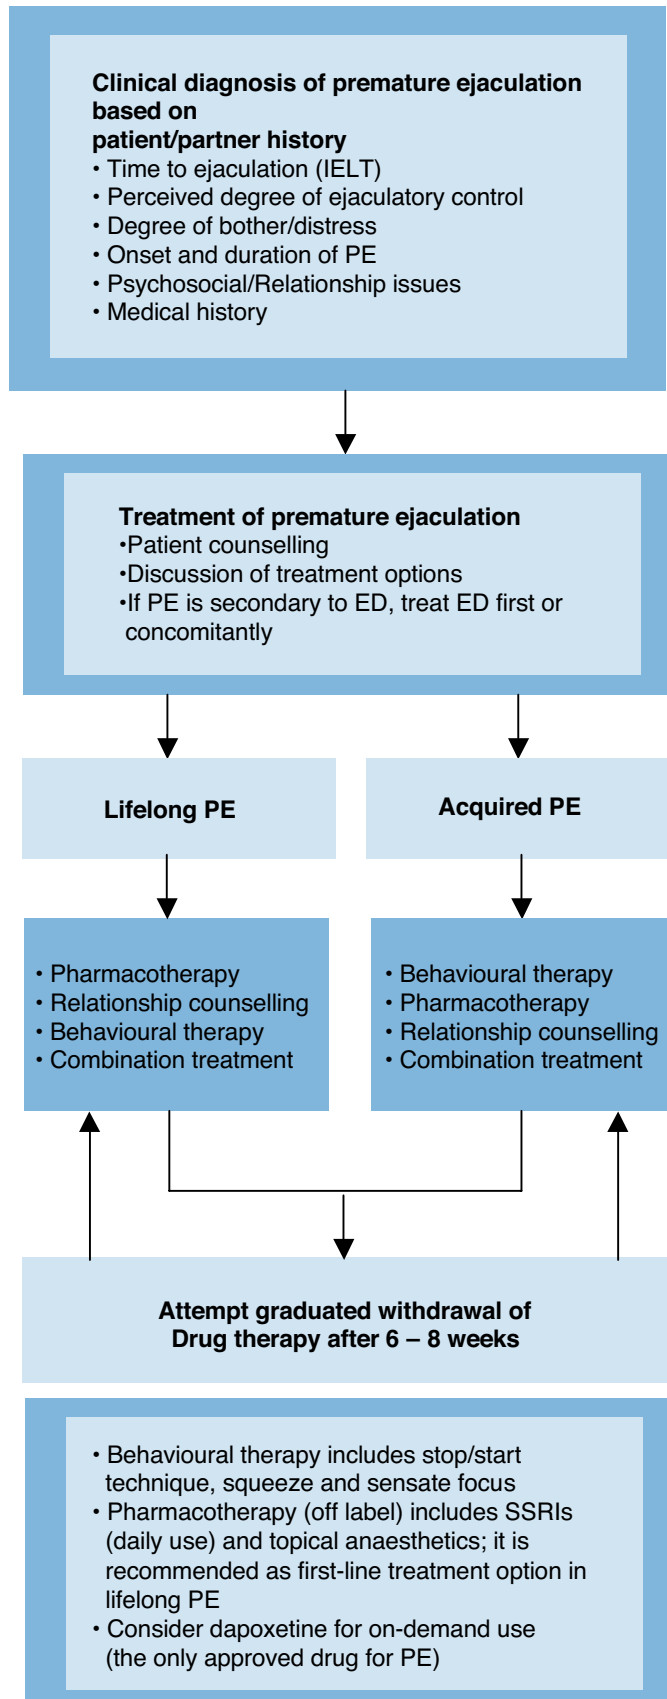 Clinical diagnosis of premature ejaculation
based on
patient/partner history
• Time to ejaculation (IELT)
• Perceived degree of ejaculatory control
• Degree of bother/distress
• Onset and duration of PE
• Psychosocial/Relationship issues
• Medical history
Treatment of premature ejaculation
•Patient counselling
•Discussion of treatment options
•If PE is secondary to ED, treat ED first or
concomitantly
Lifelong PE
Acquired PE
• Pharmacotherapy
• Relationship counselling
• Behavioural therapy
• Combination treatment
• Behavioural therapy
• Pharmacotherapy
• Relationship counselling
• Combination treatment
Attempt graduated withdrawal of
Drug therapy after 6 – 8 weeks
• Behavioural therapy includes stop/start
technique, squeeze and sensate focus
• Pharmacotherapy (off label) includes SSRIs
(daily use) and topical anaesthetics; it is
recommended as first-line treatment option in
lifelong PE
• Consider dapoxetine for on-demand use
(the only approved drug for PE)